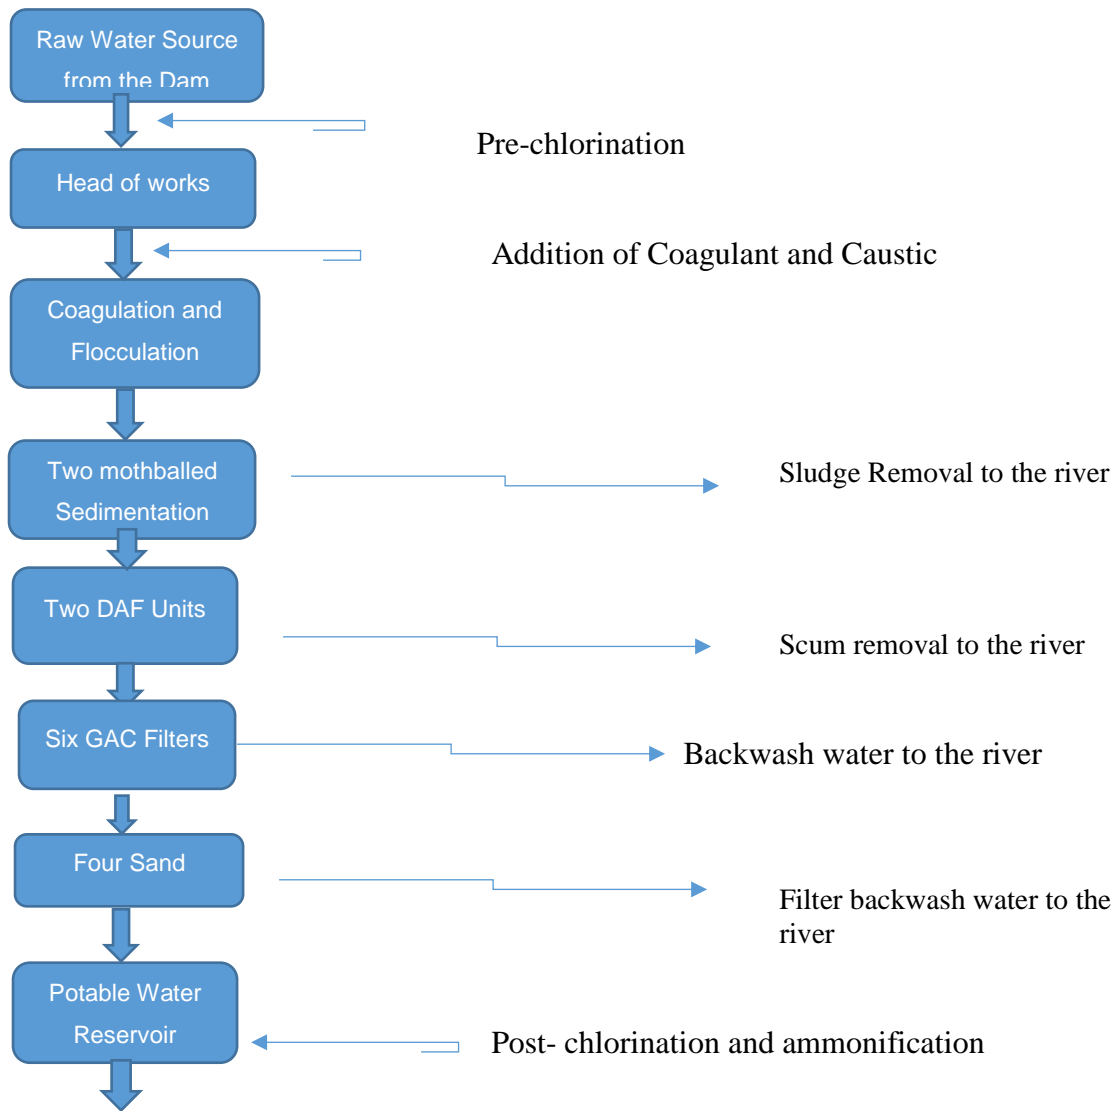 Raw Water Source
from the Dam
Pre-chlorination
Head of works
Addition of Coagulant and Caustic
Coagulation and
Flocculation
Two mothballed
Sedimentation
Sludge Removal to the river
Two DAF Units
Scum removal to the river
Six GAC Filters
Backwash water to the river
Four Sand
Filter backwash water to the
river
Potable Water
Reservoir
Post- chlorination and ammonification